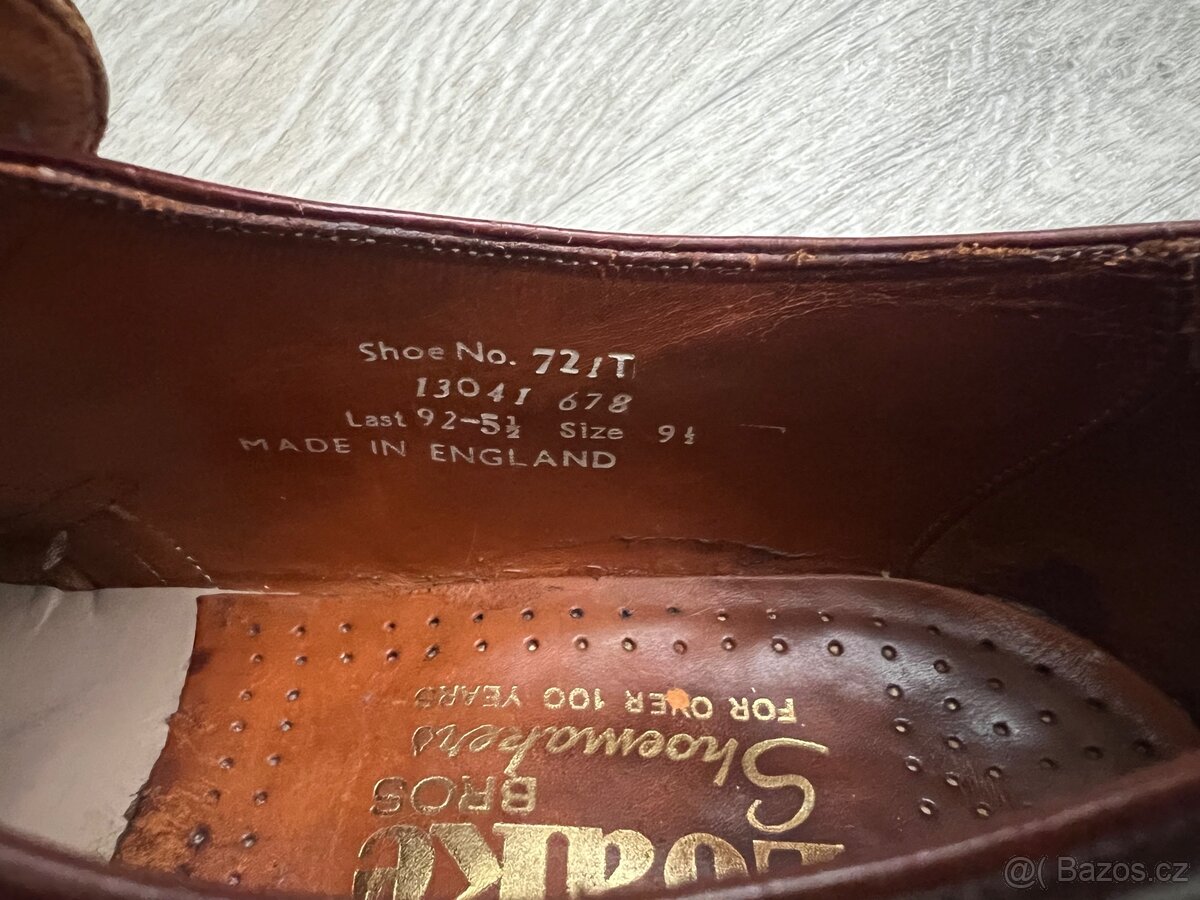 Shoe No. 721T
13041 678
Last 92-5½ Size 9½
MADE IN ENGLAND
Loake
BROS
Shoemakers
FOR OVER 100 YEARS
@( Bazos.cz